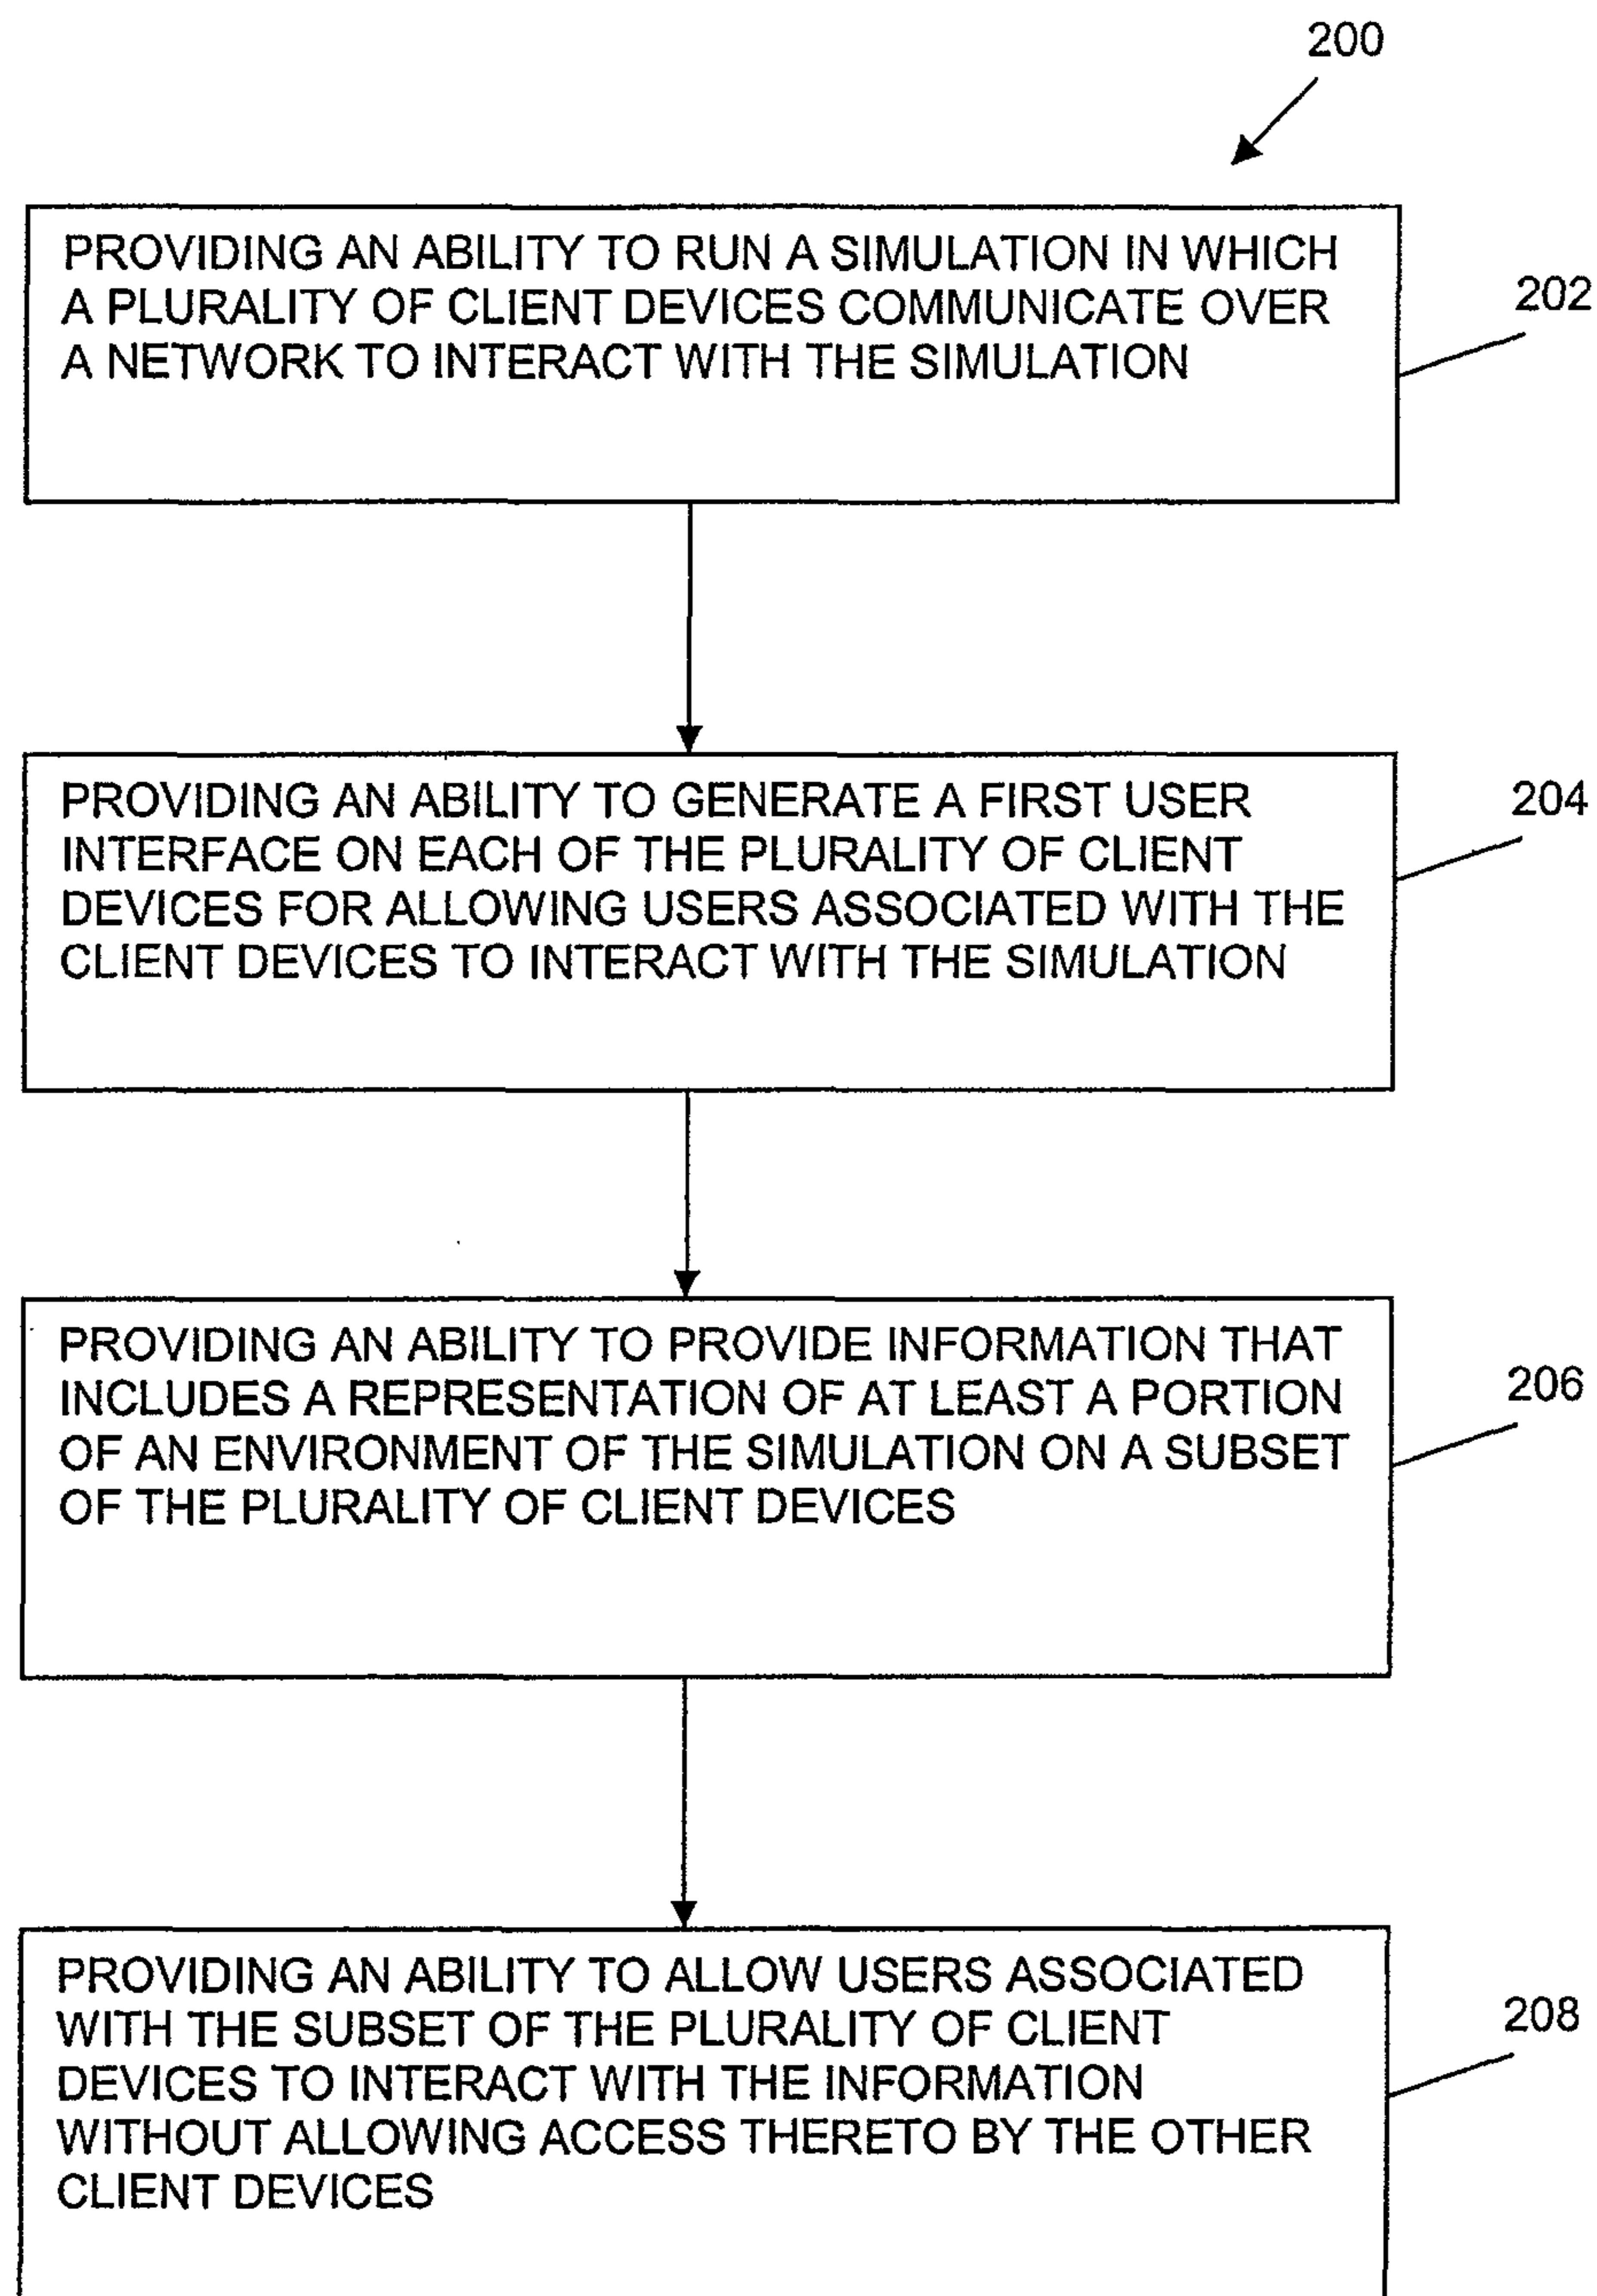 200
PROVIDING AN ABILITY TO RUN A SIMULATION IN WHICH
A PLURALITY OF CLIENT DEVICES COMMUNICATE OVER
A NETWORK TO INTERACT WITH THE SIMULATION
202
PROVIDING AN ABILITY TO GENERATE A FIRST USER
INTERFACE ON EACH OF THE PLURALITY OF CLIENT
DEVICES FOR ALLOWING USERS ASSOCIATED WITH THE
CLIENT DEVICES TO INTERACT WITH THE SIMULATION
204
PROVIDING AN ABILITY TO PROVIDE INFORMATION THAT
INCLUDES A REPRESENTATION OF AT LEAST A PORTION
OF AN ENVIRONMENT OF THE SIMULATION ON A SUBSET
OF THE PLURALITY OF CLIENT DEVICES
206
PROVIDING AN ABILITY TO ALLOW USERS ASSOCIATED
WITH THE SUBSET OF THE PLURALITY OF CLIENT
DEVICES TO INTERACT WITH THE INFORMATION
WITHOUT ALLOWING ACCESS THERETO BY THE OTHER
CLIENT DEVICES
208